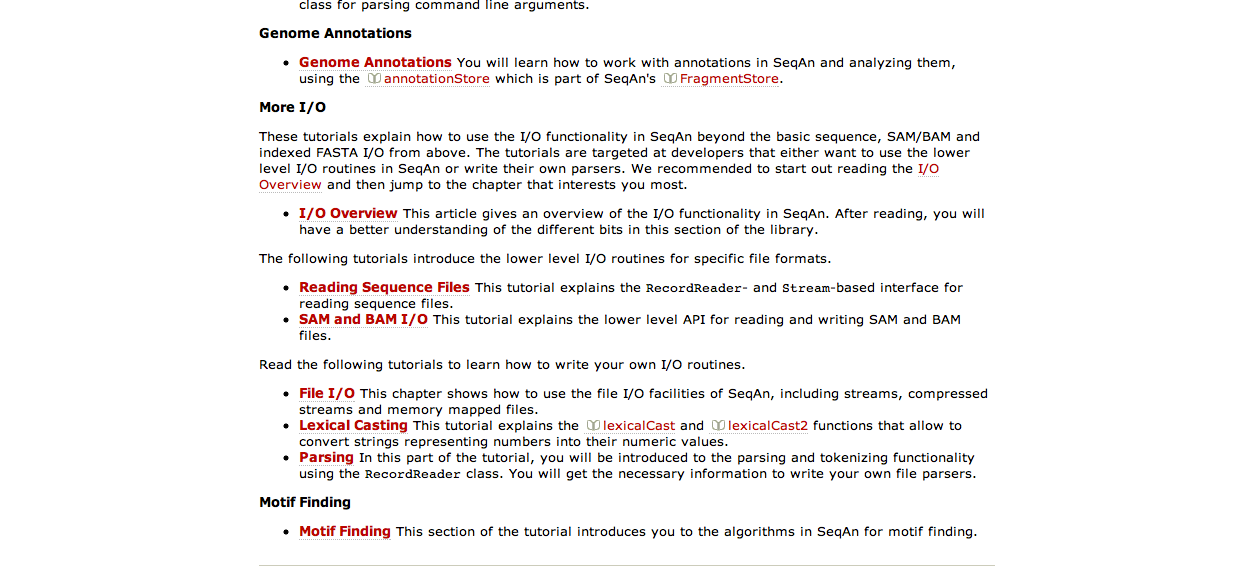 class for parsing command line arguments.
Genome Annotations
• Genome Annotations You will learn how to work with annotations in SeqAn and analyzing them,
using the annotationStore which is part of SeqAn's FragmentStore.
More I/O
These tutorials explain how to use the I/O functionality in SeqAn beyond the basic sequence, SAM/BAM and
indexed FASTA I/O from above. The tutorials are targeted at developers that either want to use the lower
level I/O routines in SeqAn or write their own parsers. We recommended to start out reading the I/O
Overview and then jump to the chapter that interests you most.
• I/O Overview This article gives an overview of the I/O functionality in SeqAn. After reading, you will
have a better understanding of the different bits in this section of the library.
The following tutorials introduce the lower level I/O routines for specific file formats.
• Reading Sequence Files This tutorial explains the RecordReader- and Stream-based interface for
reading sequence files.
• SAM and BAM I/O This tutorial explains the lower level API for reading and writing SAM and BAM
files.
Read the following tutorials to learn how to write your own I/O routines.
• File I/O This chapter shows how to use the file I/O facilities of SeqAn, including streams, compressed
streams and memory mapped files.
• Lexical Casting This tutorial explains the lexicalCast and lexicalCast2 functions that allow to
convert strings representing numbers into their numeric values.
• Parsing In this part of the tutorial, you will be introduced to the parsing and tokenizing functionality
using the RecordReader class. You will get the necessary information to write your own file parsers.
Motif Finding
• Motif Finding This section of the tutorial introduces you to the algorithms in SeqAn for motif finding.